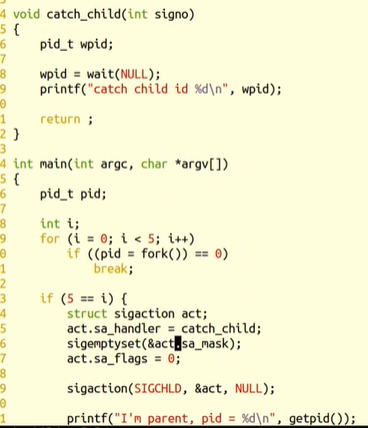 4 void catch_child(int signo)
5 {
6     pid_t wpid;
7
8     wpid = wait(NULL);
9     printf("catch child id %d\n", wpid);
0
1     return ;
2 }
3
4 int main(int argc, char *argv[])
5 {
6     pid_t pid;
7
8     int i;
9     for (i = 0; i < 5; i++)
0         if ((pid = fork()) == 0)
1             break;
2
3     if (5 == i) {
4         struct sigaction act;
5         act.sa_handler = catch_child;
6         sigemptyset(&act.sa_mask);
7         act.sa_flags = 0;
8
9         sigaction(SIGCHLD, &act, NULL);
0
1         printf("I'm parent, pid = %d\n", getpid());